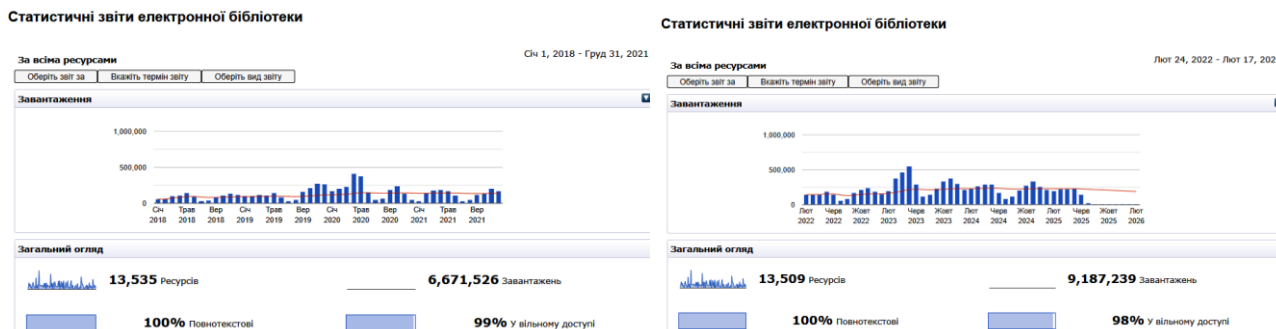 Статистичні звіти електронної бібліотеки
Січ 1, 2018 - Груд 31, 2021
За всіма ресурсами
Оберіть звіт за Вкажіть термін звіту Оберіть вид звіту
Завантаження
1,000,000
500,000
0
Січ Трав Вер Січ Трав Вер Січ Трав Вер Січ Трав Вер
2018 2018 2018 2019 2019 2019 2020 2020 2020 2021 2021 2021
Загальний огляд
13,535 Ресурсів 6,671,526 Завантажень
100% Повнотекстові 99% У вільному доступі
Статистичні звіти електронної бібліотеки
Лют 24, 2022 - Лют 17, 202
За всіма ресурсами
Оберіть звіт за Вкажіть термін звіту Оберіть вид звіту
Завантаження
1,000,000
500,000
0
Лют Черв Жовт Лют Черв Жовт Лют Черв Жовт Лют Черв Жовт Лют
2022 2022 2022 2023 2023 2023 2024 2024 2024 2025 2025 2025 2026
Загальний огляд
13,509 Ресурсів 9,187,239 Завантажень
100% Повнотекстові 98% У вільному доступі